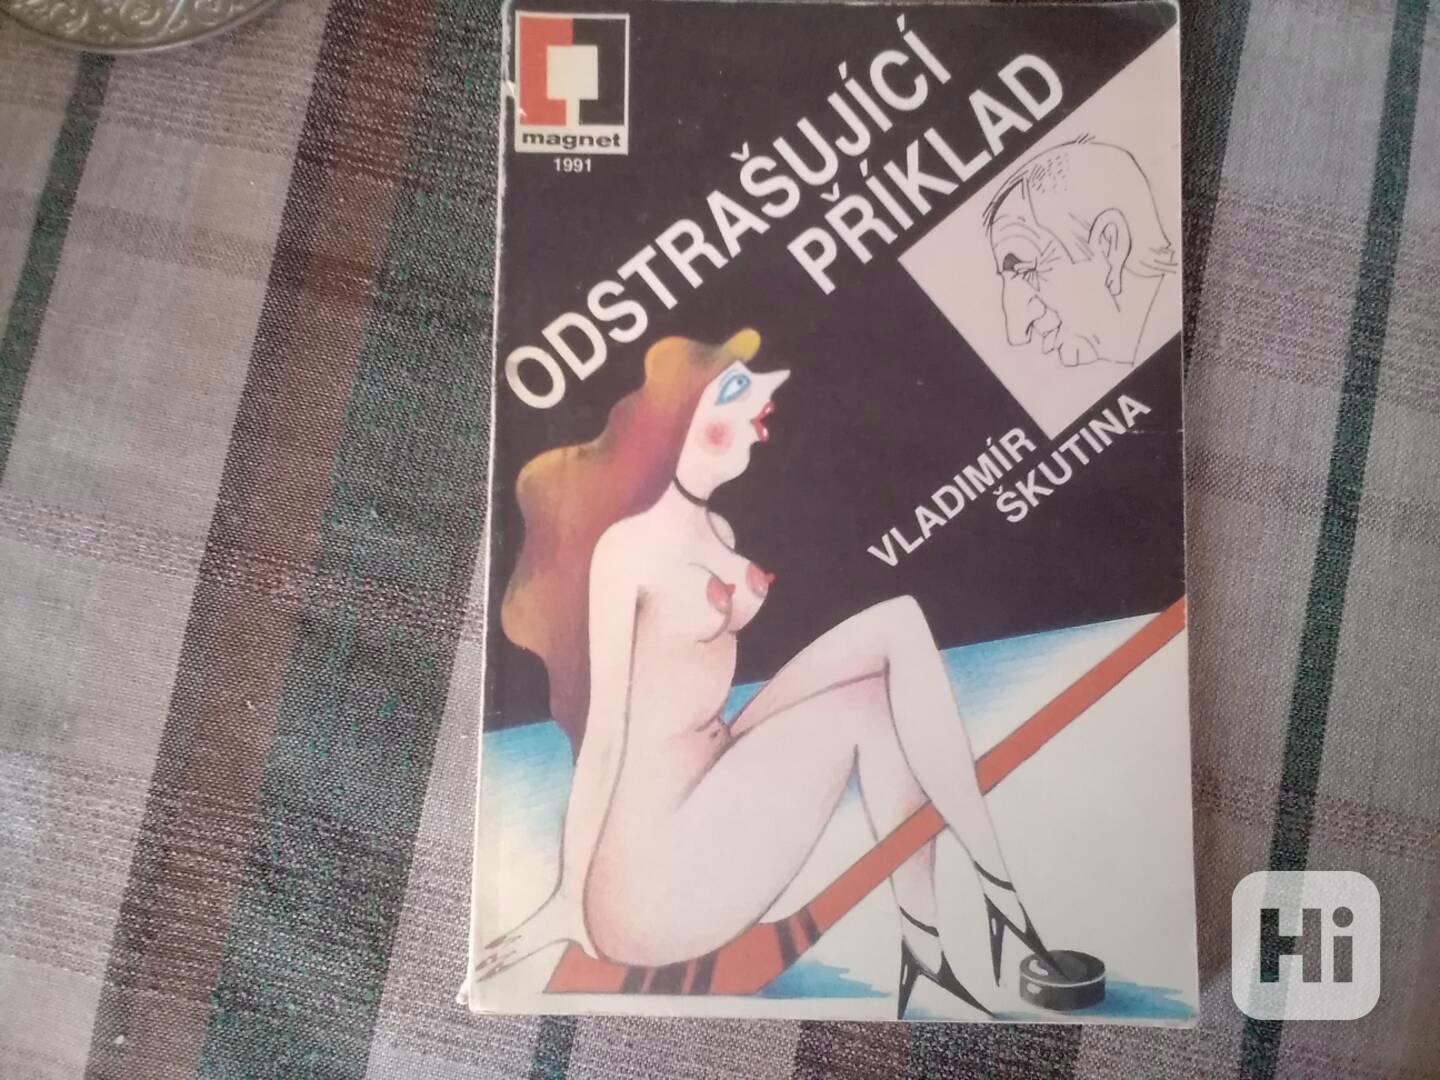 magnet
1991
ODSTRAŠUJÍCÍ
PŘÍKLAD
VLADIMÍR
ŠKUTINA
Hi